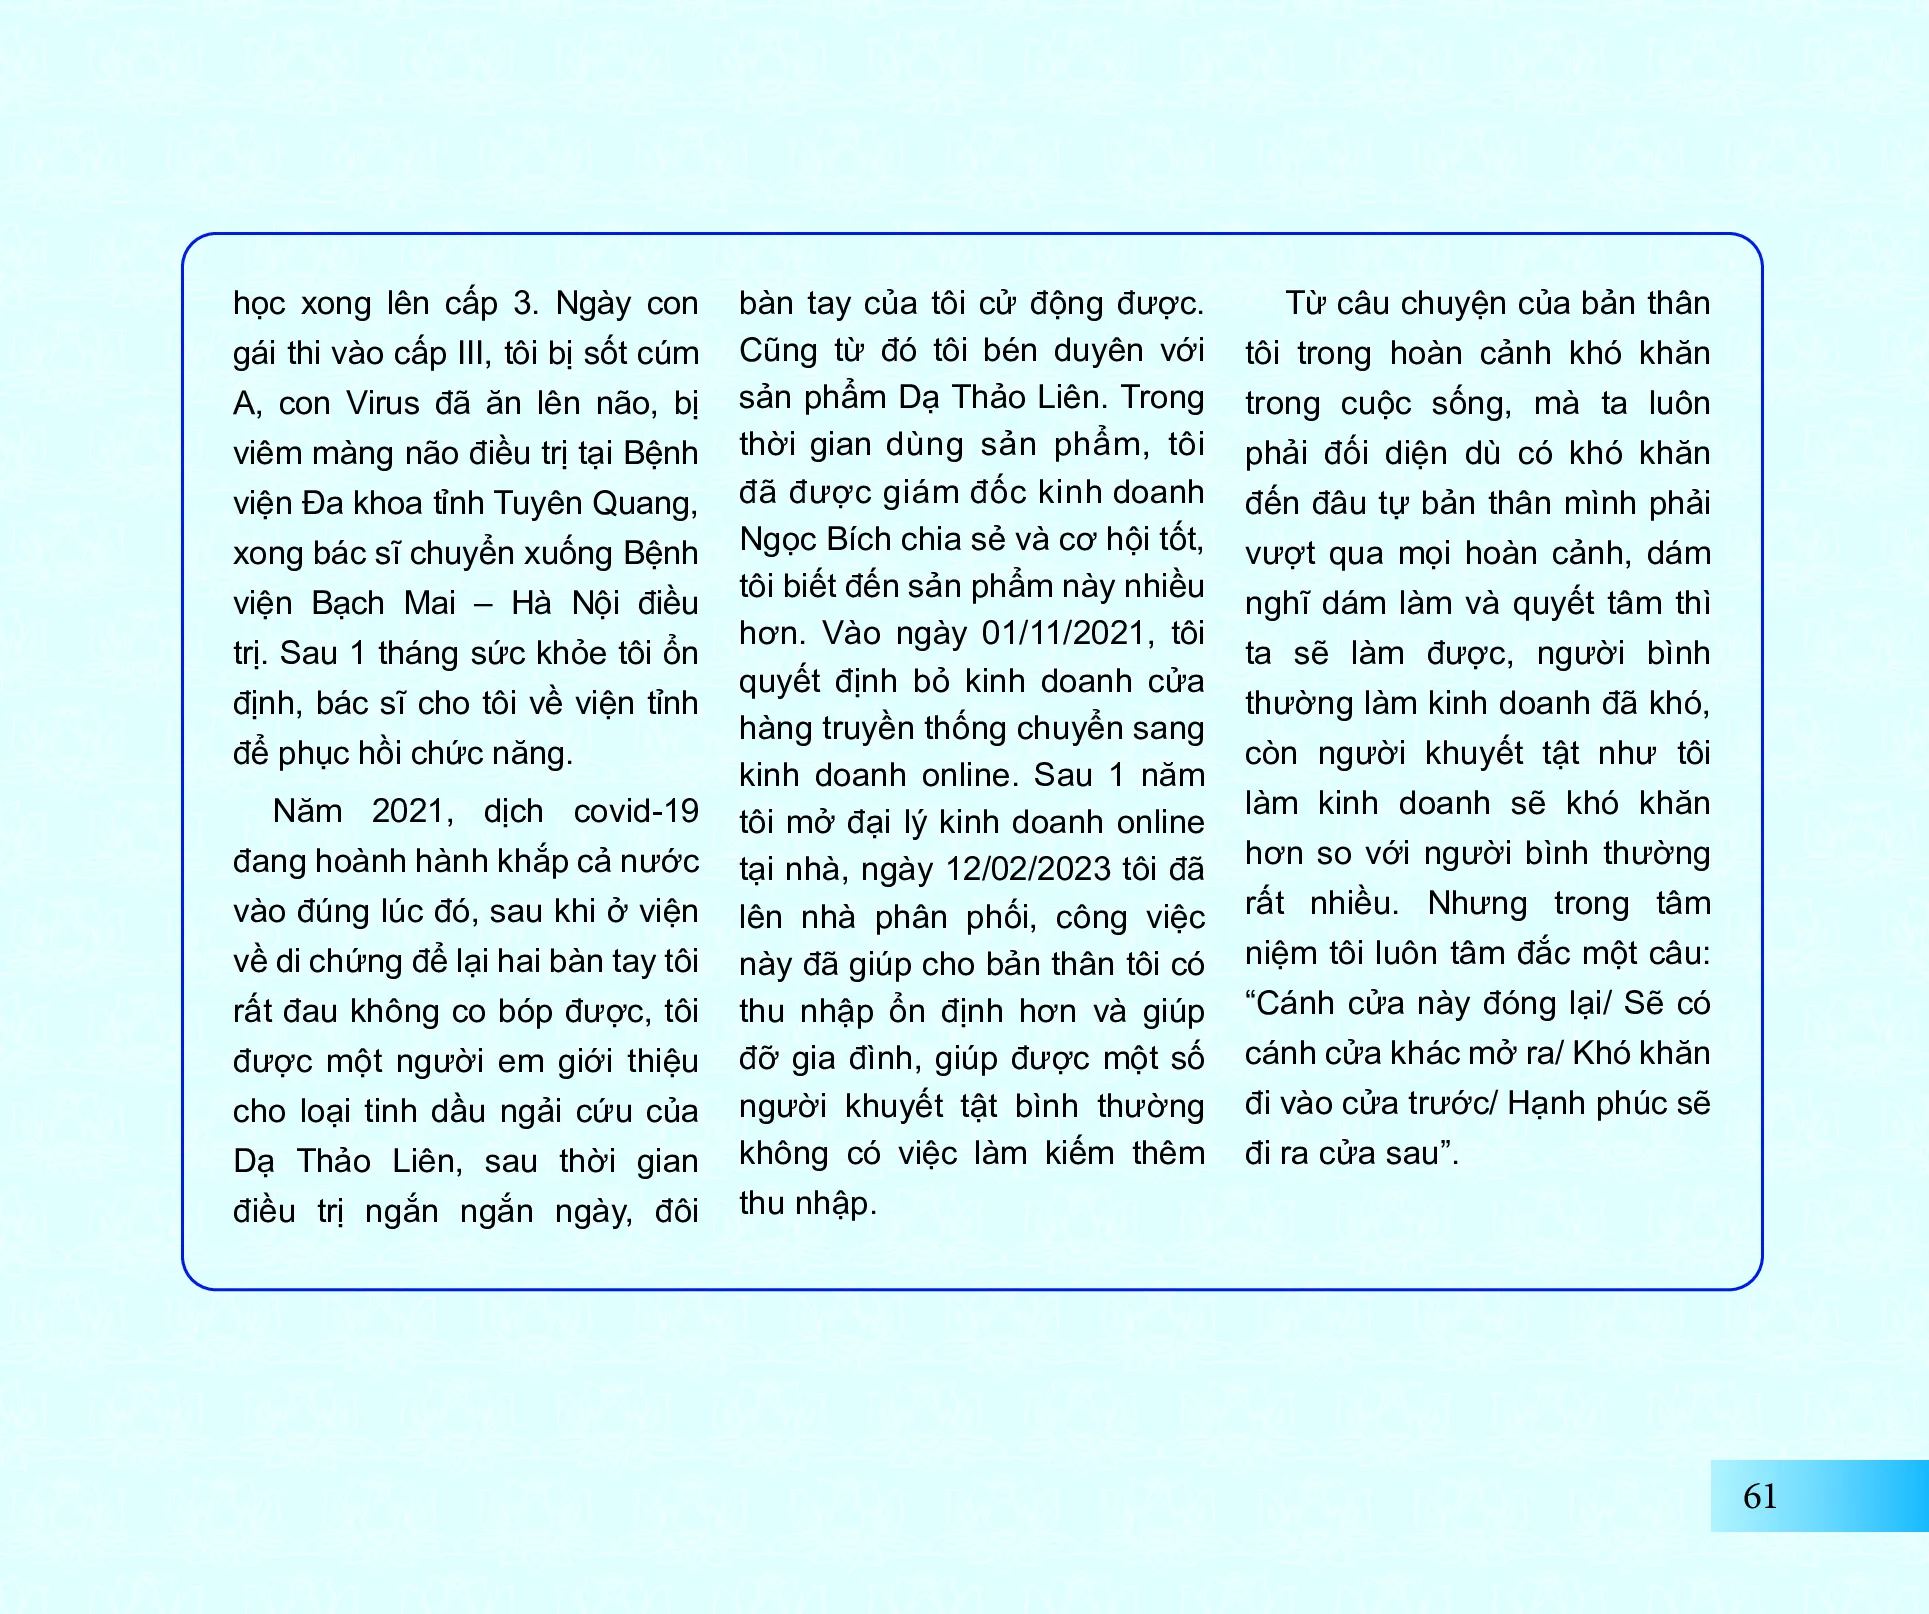 học xong lên cấp 3. Ngày con
gái thi vào cấp III, tôi bị sốt cúm
A, con Virus đã ăn lên não, bị
viêm màng não điều trị tại Bệnh
viện Đa khoa tỉnh Tuyên Quang,
xong bác sĩ chuyển xuống Bệnh
viện Bạch Mai – Hà Nội điều
trị. Sau 1 tháng sức khỏe tôi ổn
định, bác sĩ cho tôi về viện tỉnh
để phục hồi chức năng.
Năm 2021, dịch covid-19
đang hoành hành khắp cả nước
vào đúng lúc đó, sau khi ở viện
về di chứng để lại hai bàn tay tôi
rất đau không co bóp được, tôi
được một người em giới thiệu
cho loại tinh dầu ngải cứu của
Dạ Thảo Liên, sau thời gian
điều trị ngắn ngắn ngày, đôi
bàn tay của tôi cử động được.
Cũng từ đó tôi bén duyên với
sản phẩm Dạ Thảo Liên. Trong
thời gian dùng sản phẩm, tôi
đã được giám đốc kinh doanh
Ngọc Bích chia sẻ và cơ hội tốt,
tôi biết đến sản phẩm này nhiều
hơn. Vào ngày 01/11/2021, tôi
quyết định bỏ kinh doanh cửa
hàng truyền thống chuyển sang
kinh doanh online. Sau 1 năm
tôi mở đại lý kinh doanh online
tại nhà, ngày 12/02/2023 tôi đã
lên nhà phân phối, công việc
này đã giúp cho bản thân tôi có
thu nhập ổn định hơn và giúp
đỡ gia đình, giúp được một số
người khuyết tật bình thường
không có việc làm kiếm thêm
thu nhập.
Từ câu chuyện của bản thân
tôi trong hoàn cảnh khó khăn
trong cuộc sống, mà ta luôn
phải đối diện dù có khó khăn
đến đâu tự bản thân mình phải
vượt qua mọi hoàn cảnh, dám
nghĩ dám làm và quyết tâm thì
ta sẽ làm được, người bình
thường làm kinh doanh đã khó,
còn người khuyết tật như tôi
làm kinh doanh sẽ khó khăn
hơn so với người bình thường
rất nhiều. Nhưng trong tâm
niệm tôi luôn tâm đắc một câu:
“Cánh cửa này đóng lại/ Sẽ có
cánh cửa khác mở ra/ Khó khăn
đi vào cửa trước/ Hạnh phúc sẽ
đi ra cửa sau”.
61